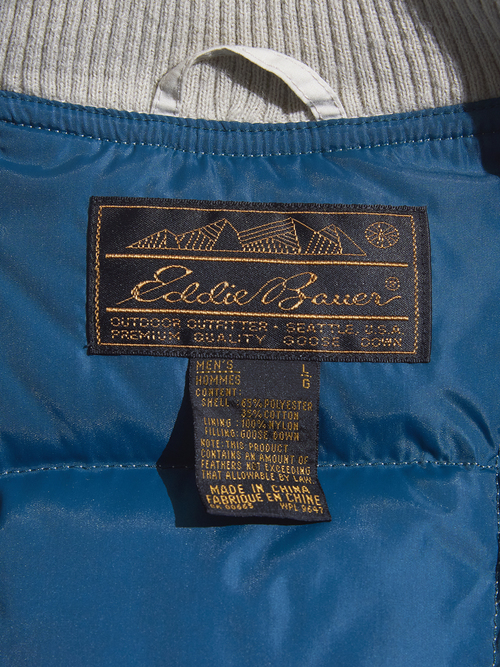 Eddie Bauer ®
OUTDOOR OUTFITTER • SEATTLE, U.S.A.
PREMIUM QUALITY GOOSE DOWN
MEN'S L
HOMMES G
CONTENT:
SHELL: 65% POLYESTER
35% COTTON
LINING: 100% NYLON
FILLING: GOOSE DOWN
NOTE: THIS PRODUCT
CONTAINS AN AMOUNT OF
FEATHERS NOT EXCEEDING
THAT ALLOWABLE BY LAW.
MADE IN CHINA
FABRIQUE EN CHINE
00665 WPL 9647